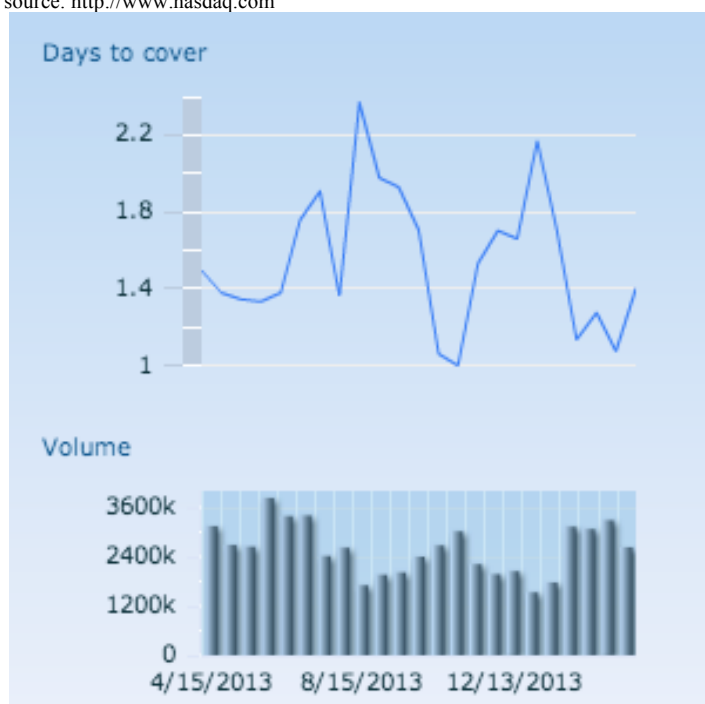 source: http://www.nasdaq.com
Days to cover
2.2
1.8
1.4
1
Volume
3600k
2400k
1200k
0
4/15/2013 8/15/2013 12/13/2013